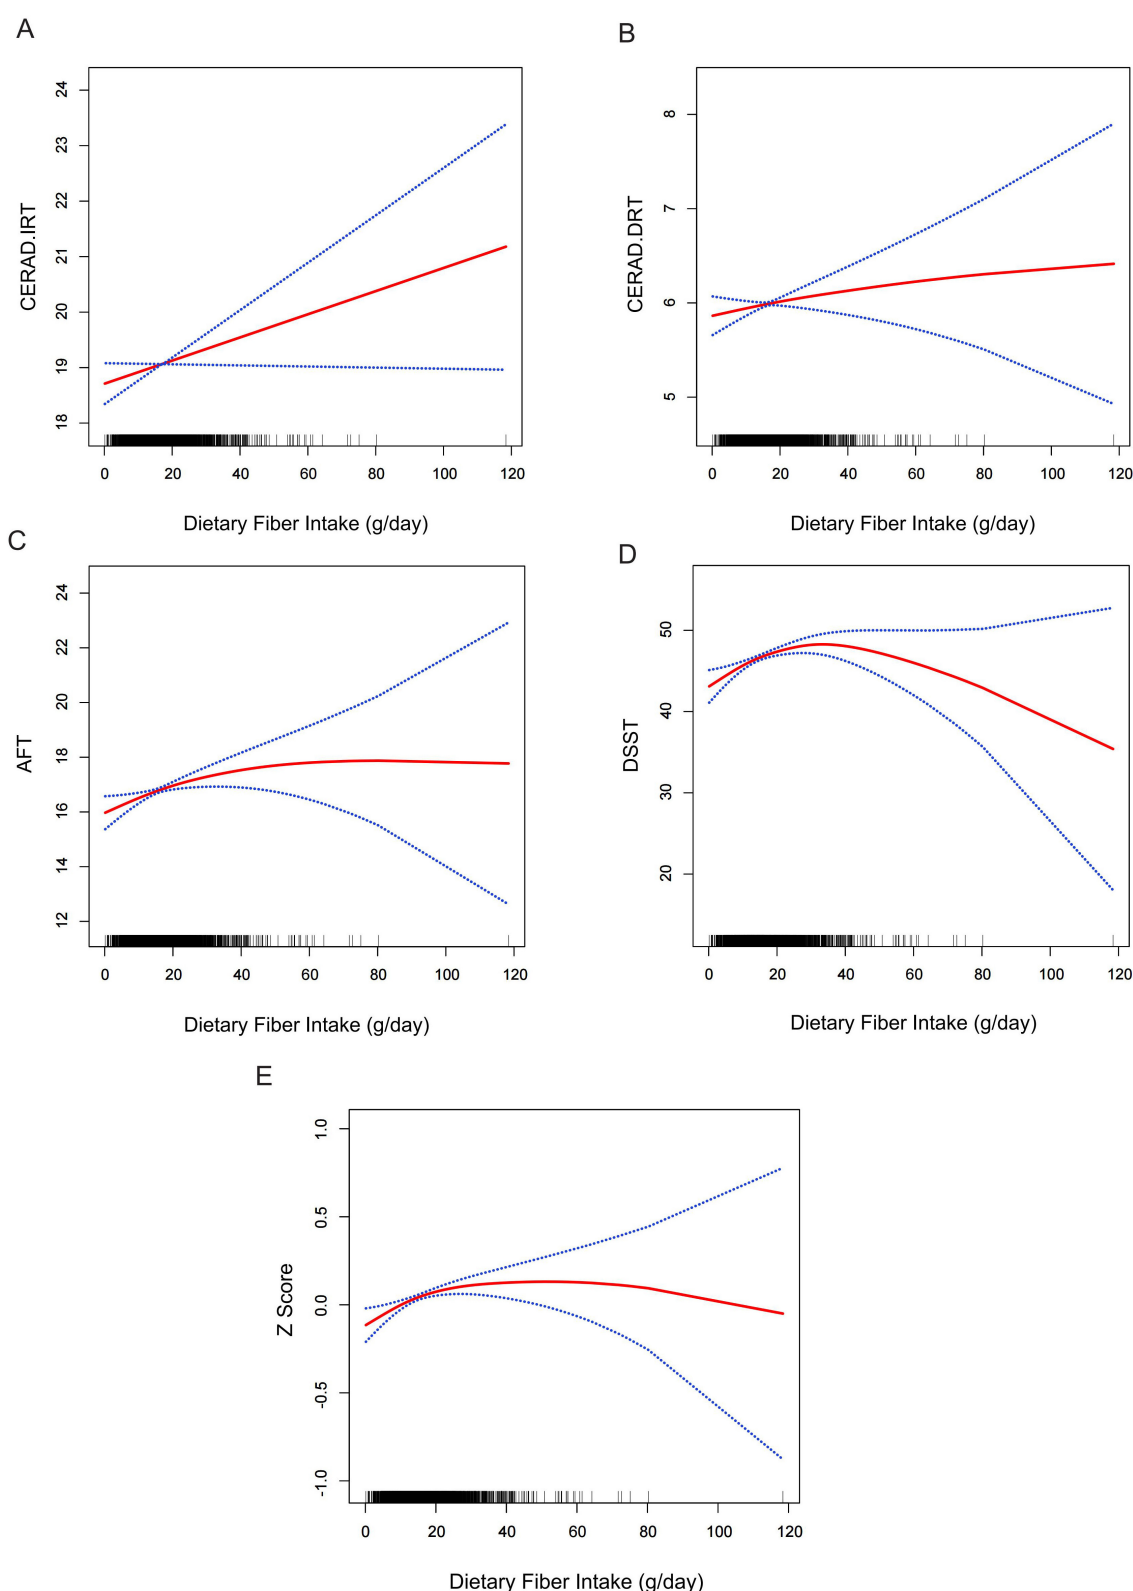 A
CERAD.IRT
24
23
22
21
20
19
18
0 20 40 60 80 100 120
Dietary Fiber Intake (g/day)
B
CERAD.DRT
8
7
6
5
0 20 40 60 80 100 120
Dietary Fiber Intake (g/day)
C
AFT
24
22
20
18
16
14
12
0 20 40 60 80 100 120
Dietary Fiber Intake (g/day)
D
DSST
50
40
30
20
0 20 40 60 80 100 120
Dietary Fiber Intake (g/day)
E
Z Score
1.0
0.5
0.0
-0.5
-1.0
0 20 40 60 80 100 120
Dietary Fiber Intake (g/day)